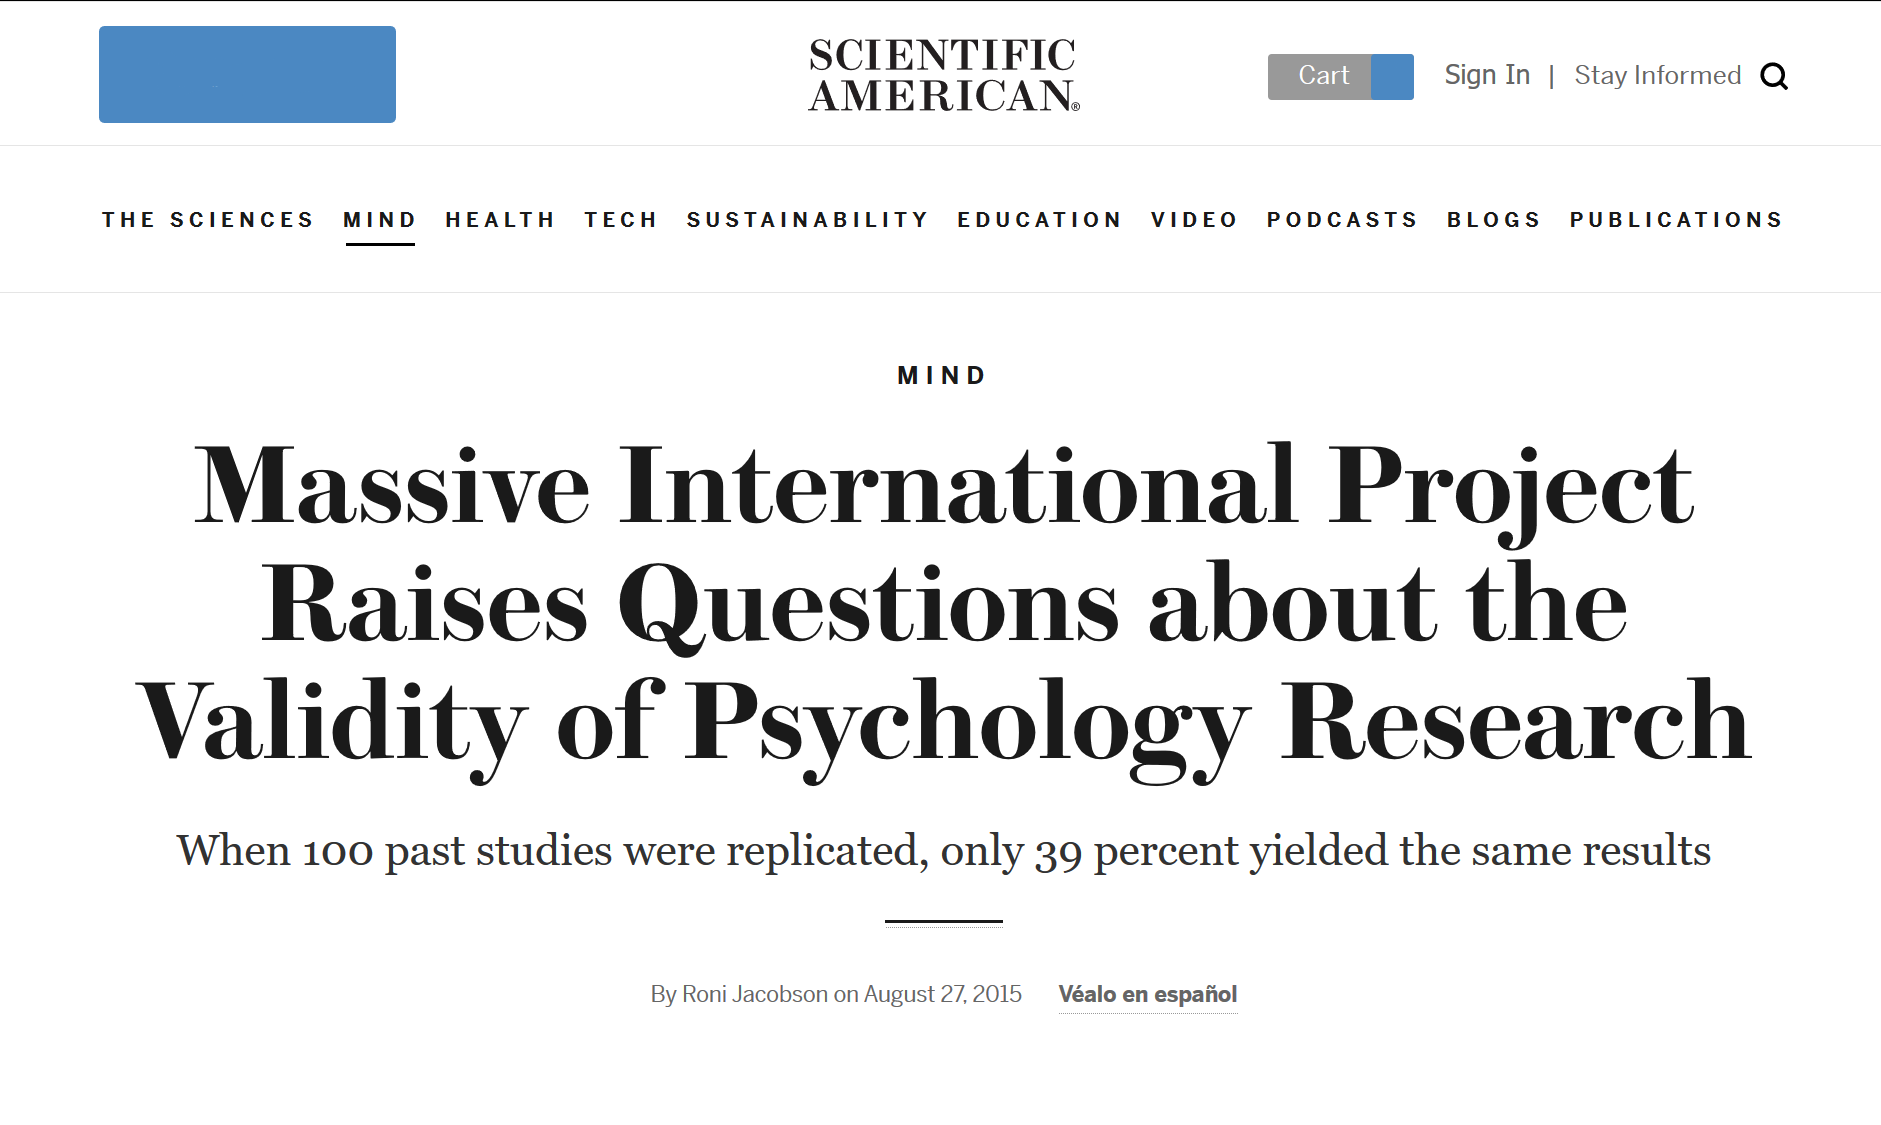 SCIENTIFIC
AMERICAN®
Cart
Sign In | Stay Informed
THE SCIENCES MIND HEALTH TECH SUSTAINABILITY EDUCATION VIDEO PODCASTS BLOGS PUBLICATIONS
MIND
Massive International Project
Raises Questions about the
Validity of Psychology Research
When 100 past studies were replicated, only 39 percent yielded the same results
By Roni Jacobson on August 27, 2015 Véalo en español